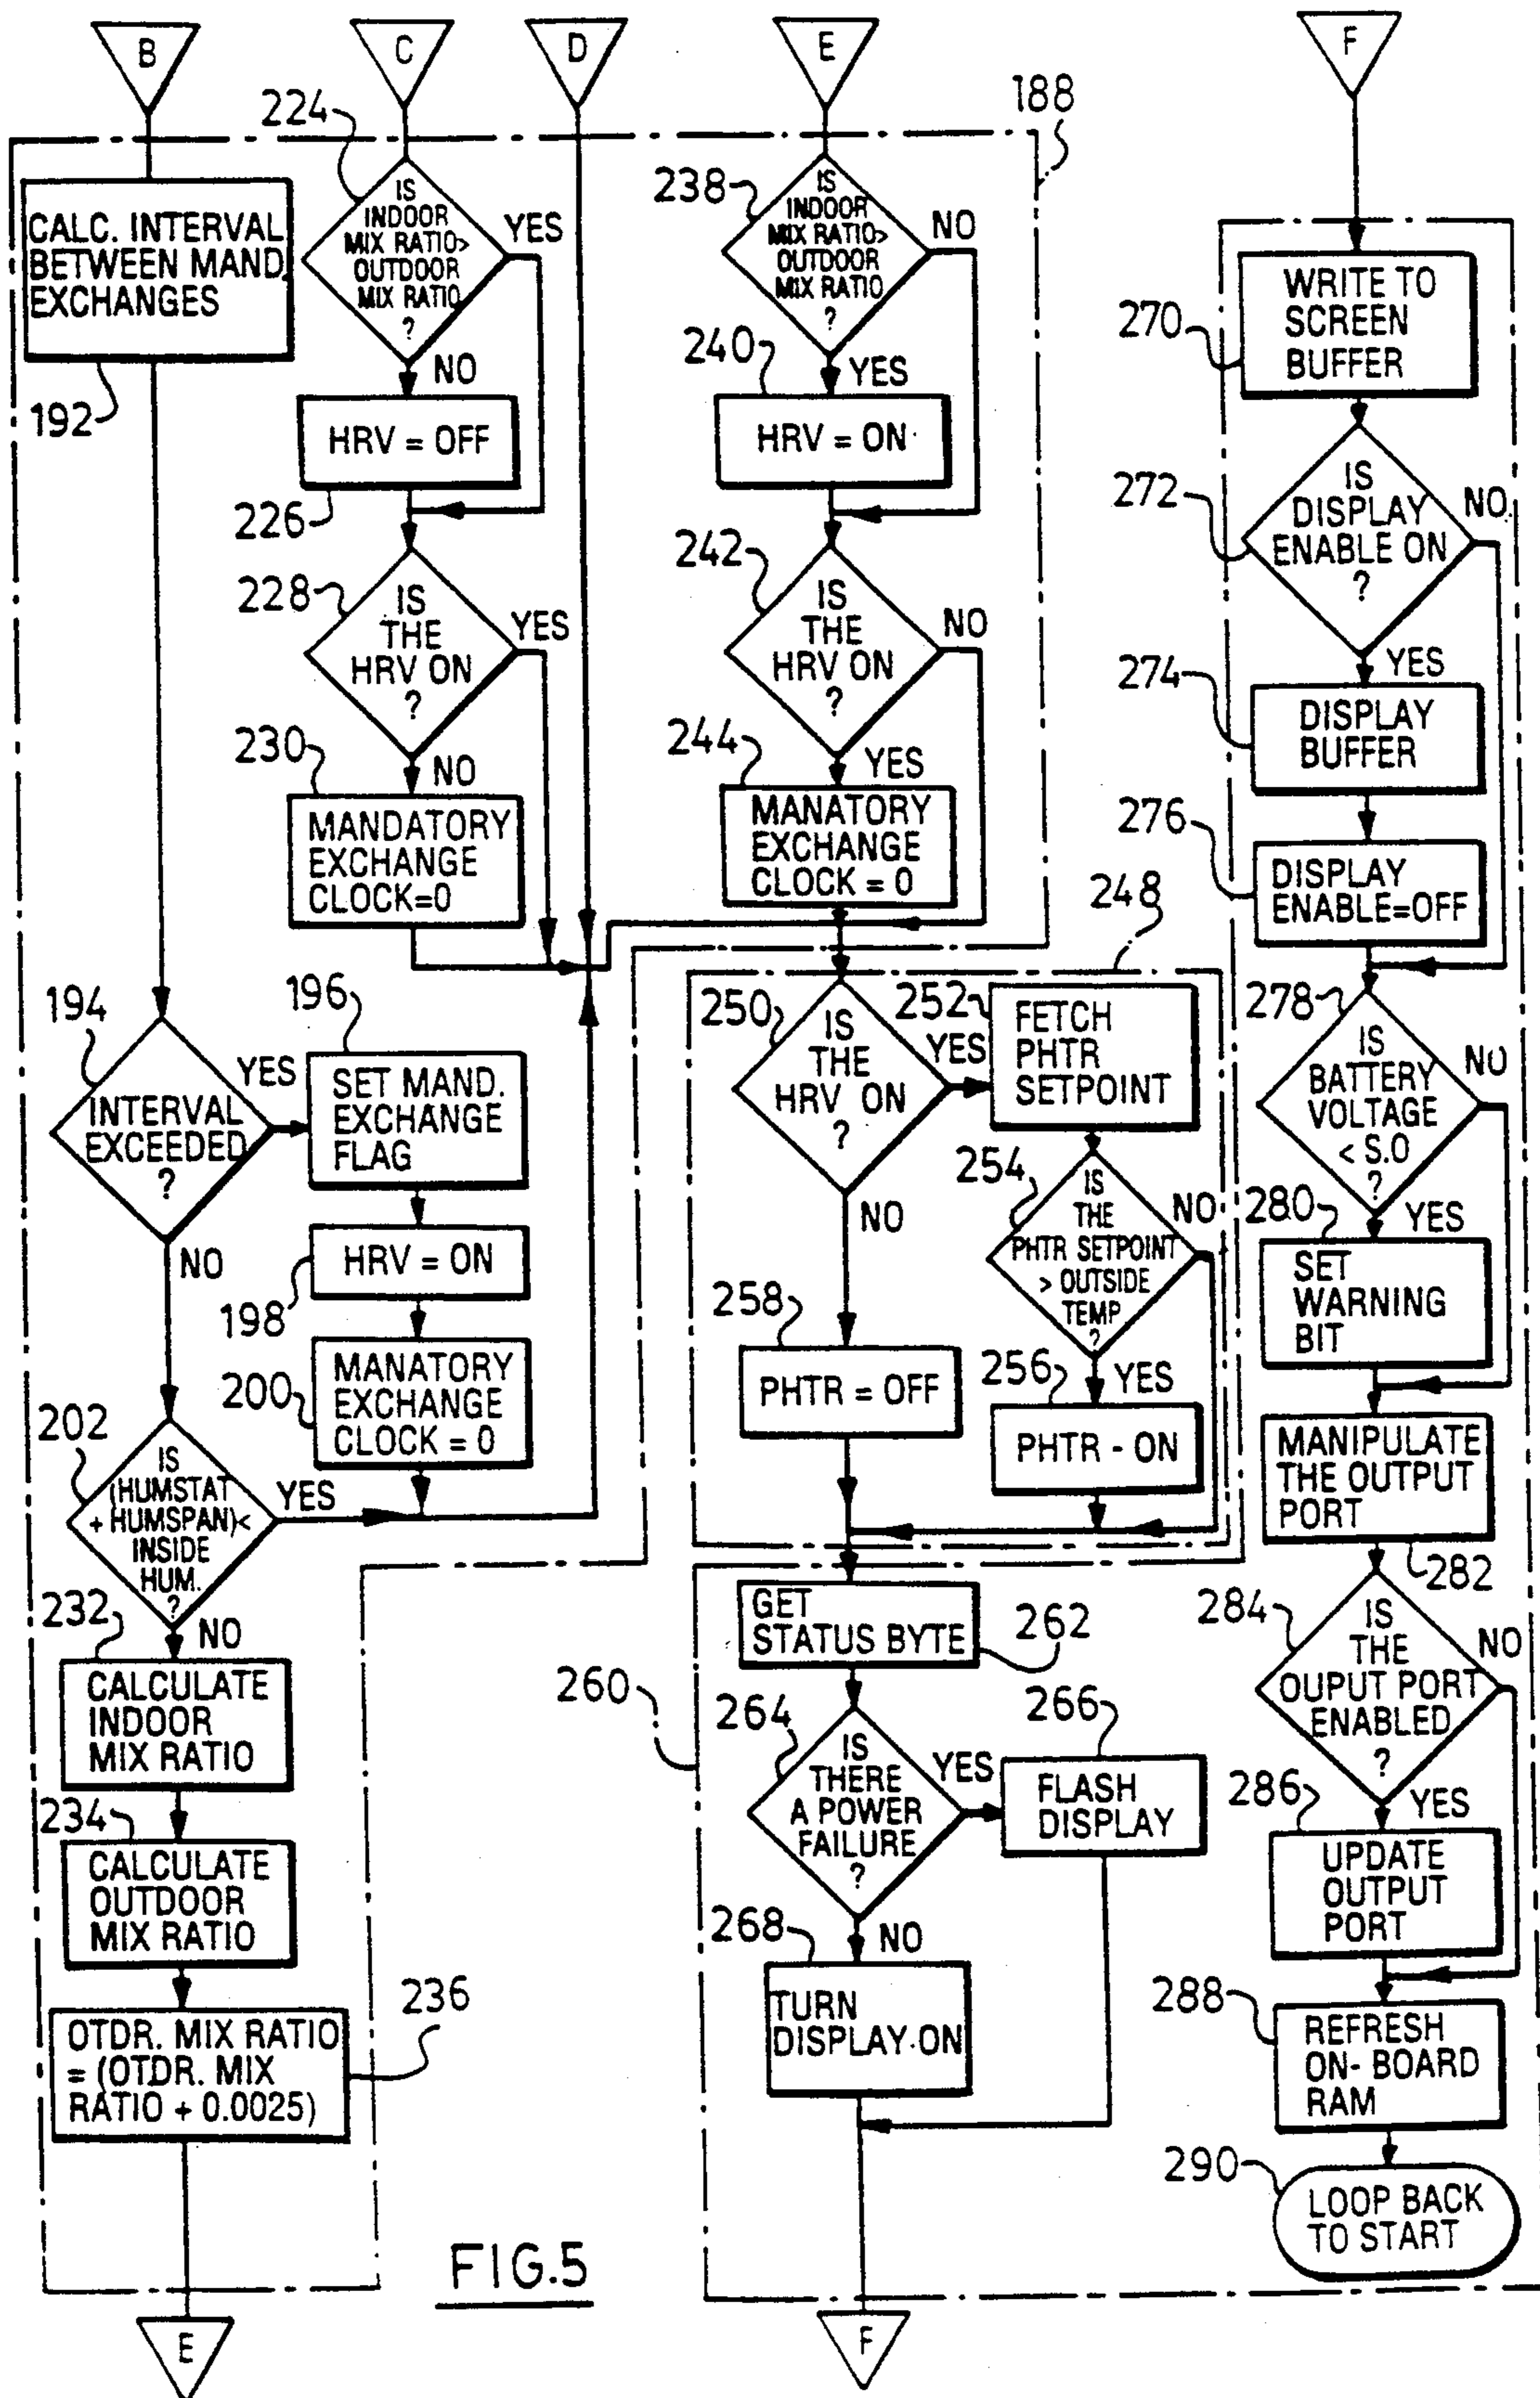 B
C
D
E
F
188
224
IS
INDOOR
MIX RATIO>
OUTDOOR
MIX RATIO
?
YES
NO
CALC. INTERVAL
BETWEEN MAND.
EXCHANGES
192
HRV = OFF
226
228
IS
THE
HRV ON
?
YES
NO
230
MANDATORY
EXCHANGE
CLOCK=0
194
INTERVAL
EXCEEDED
?
YES
NO
196
SET MAND.
EXCHANGE
FLAG
HRV = ON
198
MANATORY
EXCHANGE
CLOCK = 0
200
202
IS
(HUMSTAT
+ HUMSPAN)<
INSIDE
HUM.
?
YES
NO
232
CALCULATE
INDOOR
MIX RATIO
234
CALCULATE
OUTDOOR
MIX RATIO
236
OTDR. MIX RATIO
= (OTDR. MIX
RATIO + 0.0025)
E
238
IS
INDOOR
MIX RATIO>
OUTDOOR
MIX RATIO
?
NO
YES
240
HRV = ON
242
IS
THE
HRV ON
?
NO
YES
244
MANATORY
EXCHANGE
CLOCK = 0
248
250
IS
THE
HRV ON
?
YES
NO
252
FETCH
PHTR
SETPOINT
254
IS
THE
PHTR SETPOINT
> OUTSIDE
TEMP
?
NO
YES
256
PHTR - ON
258
PHTR = OFF
260
GET
STATUS BYTE
262
264
IS
THERE
A POWER
FAILURE
?
YES
NO
266
FLASH
DISPLAY
268
TURN
DISPLAY ON
F
270
WRITE TO
SCREEN
BUFFER
272
IS
DISPLAY
ENABLE ON
?
NO
YES
274
DISPLAY
BUFFER
276
DISPLAY
ENABLE=OFF
278
IS
BATTERY
VOLTAGE
< S.0
?
NO
YES
280
SET
WARNING
BIT
MANIPULATE
THE OUTPUT
PORT
282
284
IS
THE
OUPUT PORT
ENABLED
?
NO
YES
286
UPDATE
OUTPUT
PORT
288
REFRESH
ON- BOARD
RAM
290
LOOP BACK
TO START
FIG.5